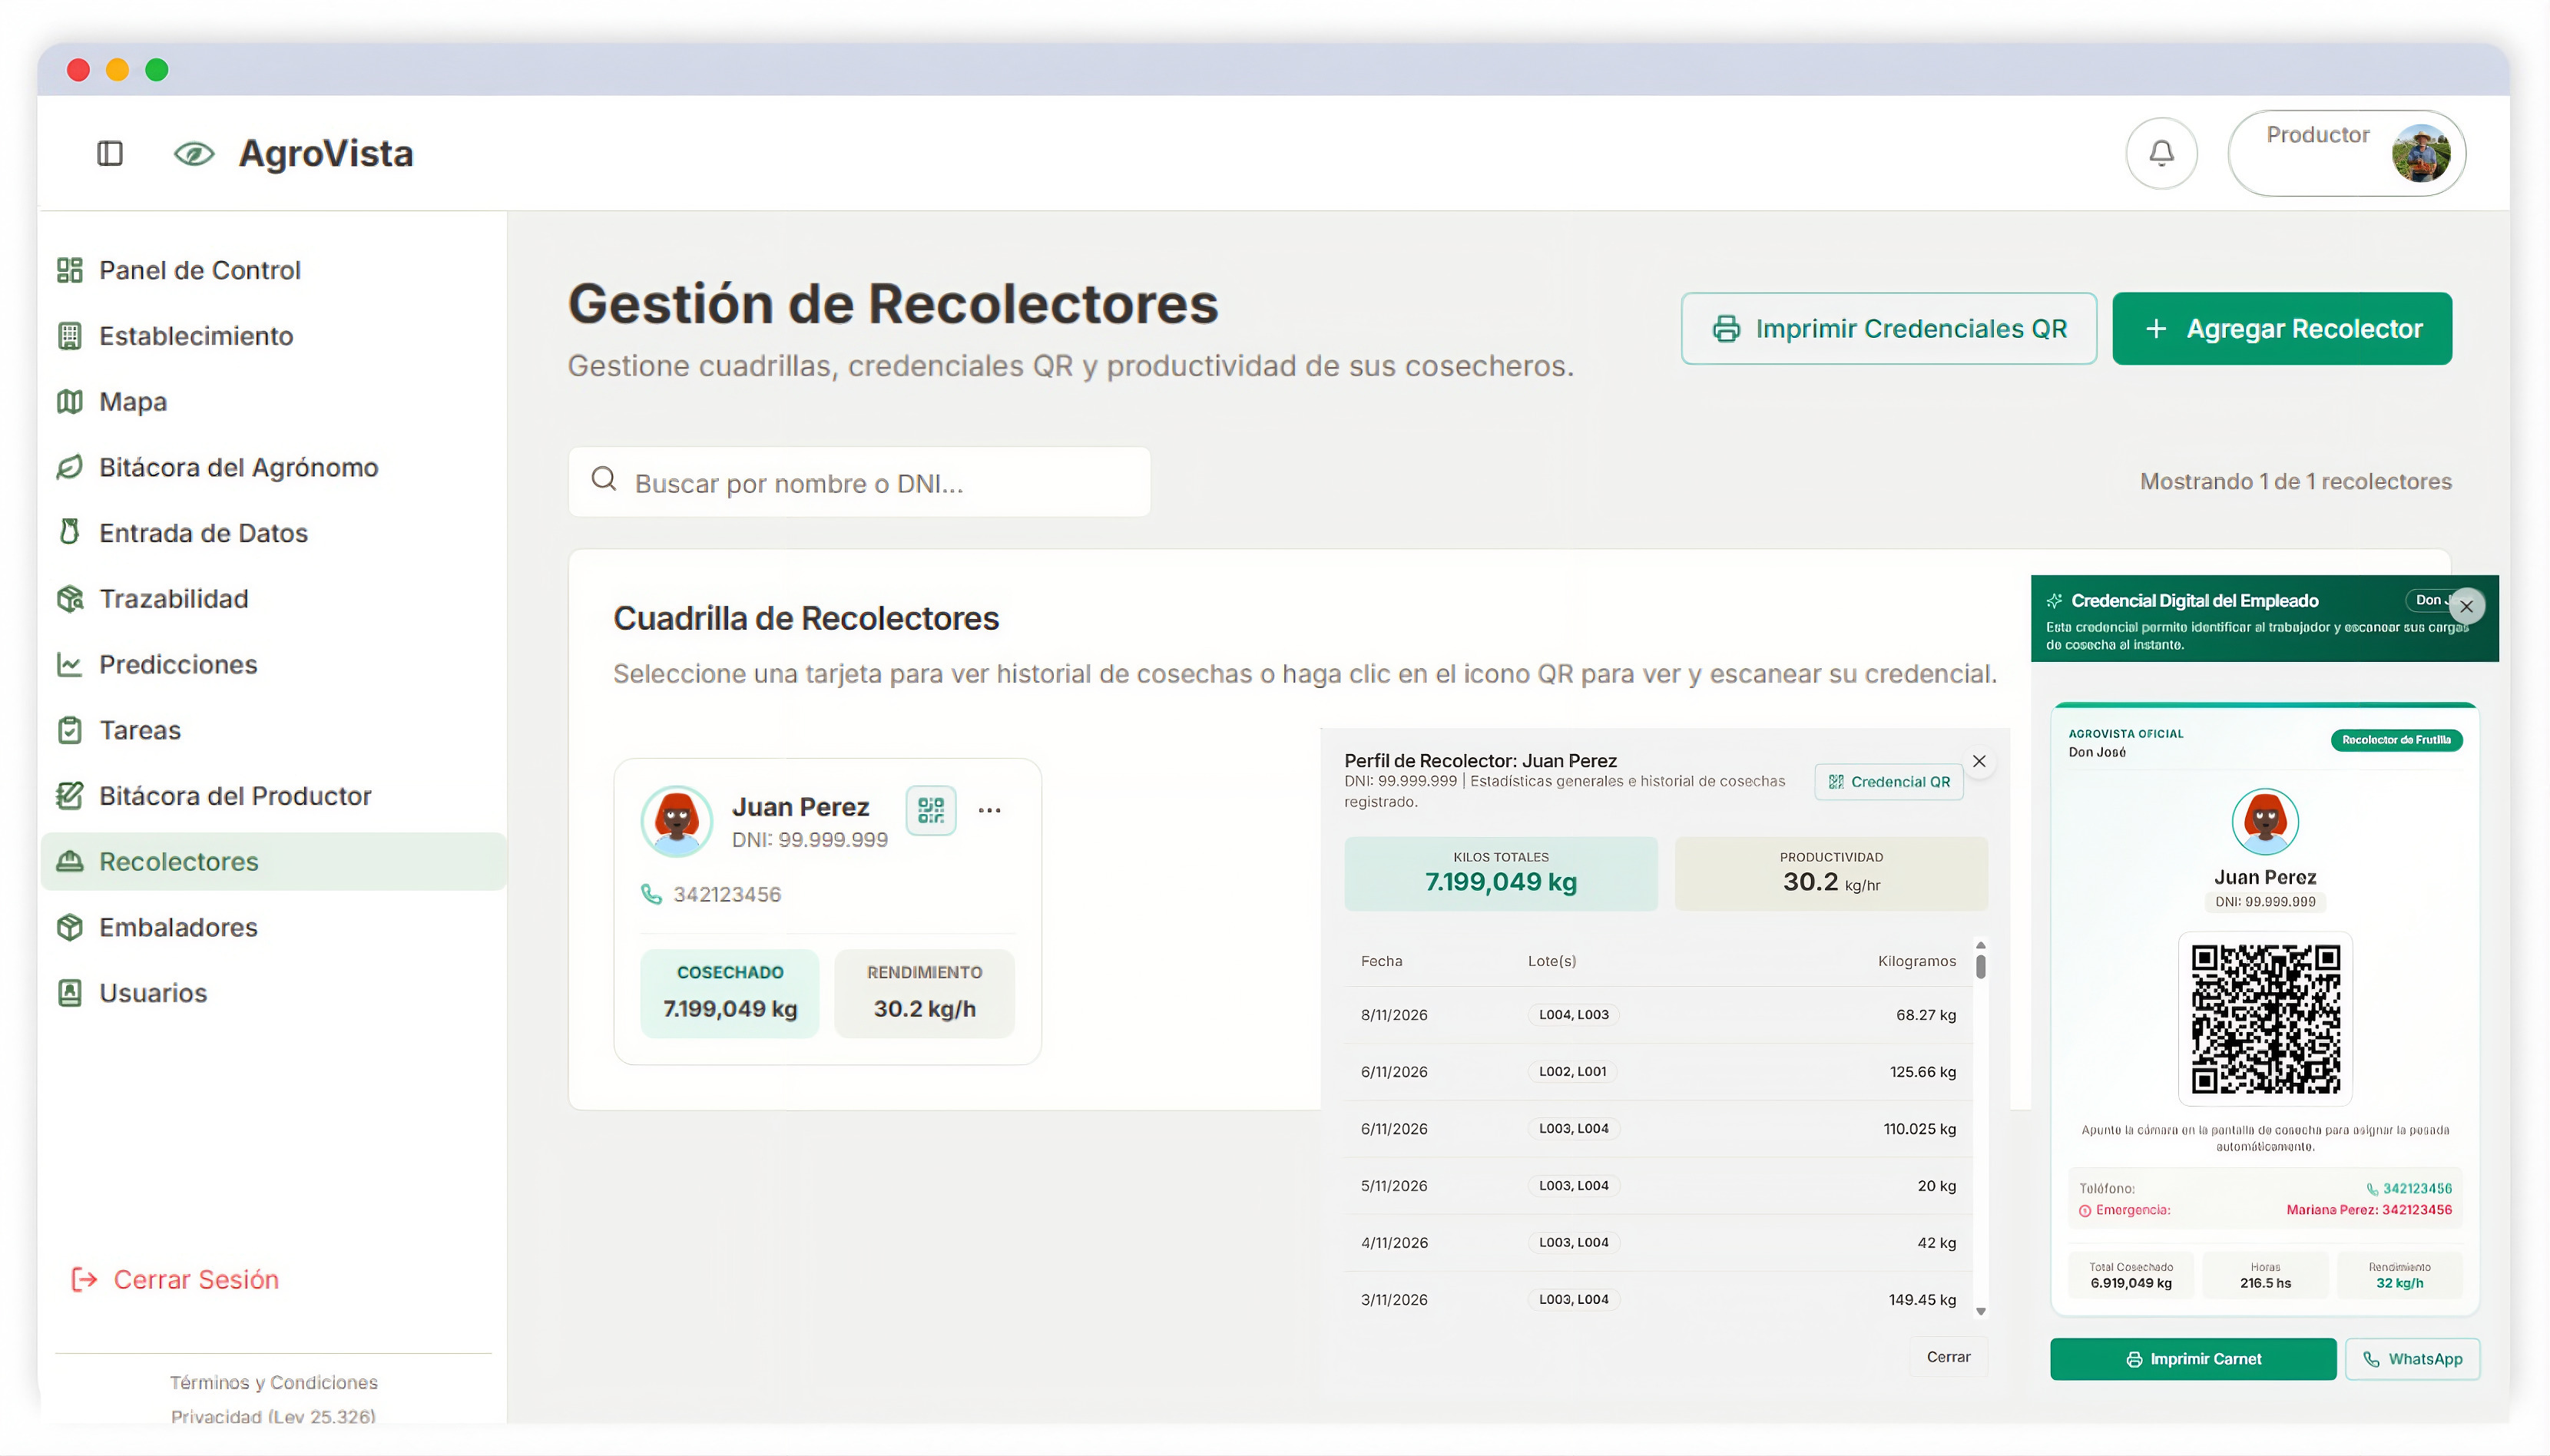 AgroVista
Productor
Panel de Control
Establecimiento
Mapa
Bitácora del Agrónomo
Entrada de Datos
Trazabilidad
Predicciones
Tareas
Bitácora del Productor
Recolectores
Embaladores
Usuarios
Cerrar Sesión
Términos y Condiciones
Privacidad (Ley 25.326)
Gestión de Recolectores
Gestione cuadrillas, credenciales QR y productividad de sus cosecheros.
Imprimir Credenciales QR
+ Agregar Recolector
Buscar por nombre o DNI...
Mostrando 1 de 1 recolectores
Cuadrilla de Recolectores
Seleccione una tarjeta para ver historial de cosechas o haga clic en el icono QR para ver y escanear su credencial.
Juan Perez
DNI: 99.999.999
342123456
COSECHADO
7.199,049 kg
RENDIMIENTO
30.2 kg/h
Perfil de Recolector: Juan Perez
DNI: 99.999.999 | Estadísticas generales e historial de cosechas
registrado.
Credencial QR
KILOS TOTALES
7.199,049 kg
PRODUCTIVIDAD
30.2 kg/hr
Fecha Lote(s) Kilogramos
8/11/2026 L004, L003 68.27 kg
6/11/2026 L002, L001 125.66 kg
6/11/2026 L003, L004 110.025 kg
5/11/2026 L003, L004 20 kg
4/11/2026 L003, L004 42 kg
3/11/2026 L003, L004 149.45 kg
Cerrar
Credencial Digital del Empleado
Don J
Esta credencial permite identificar al trabajador y escanear sus cargas
de cosecha al instante.
AGROVISTA OFICIAL
Don José
Recolector de Frutilla
Juan Perez
DNI: 99.999.999
Apunte la cámara en la pantalla de cosecha para asignar la pesada
automáticamente.
Teléfono: 342123456
Emergencia: Mariana Perez: 342123456
Total Cosechado
6.919,049 kg
Horas
216.5 hs
Rendimiento
32 kg/h
Imprimir Carnet
WhatsApp